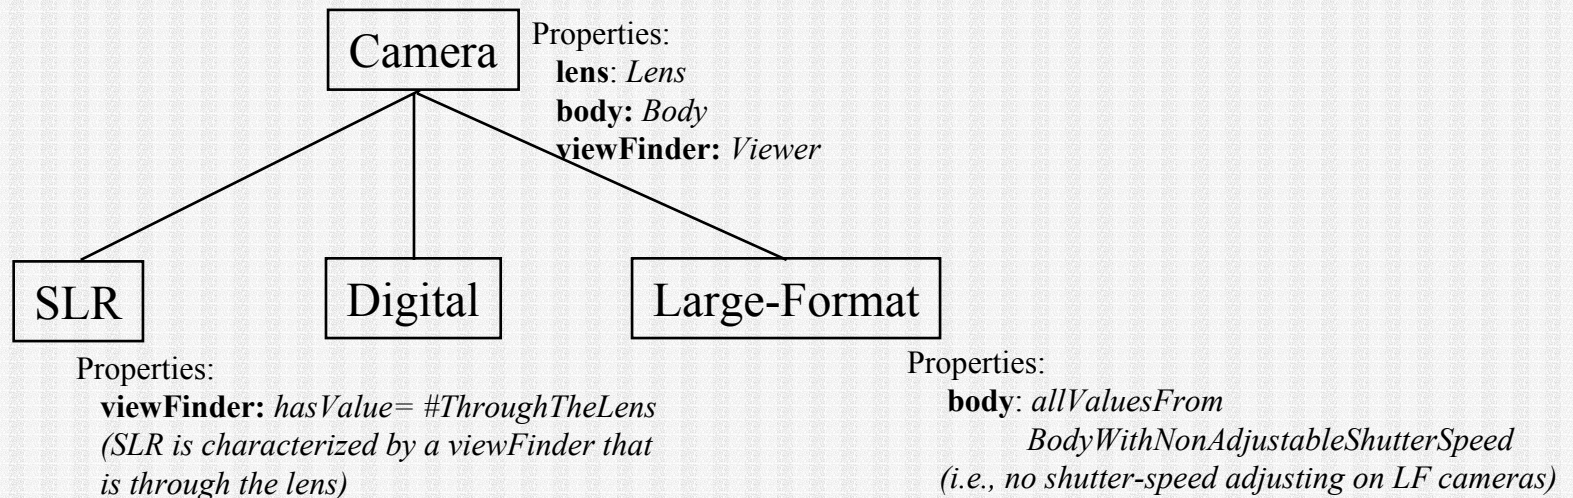 Camera
Properties:
lens: Lens
body: Body
viewFinder: Viewer
SLR
Digital
Large-Format
Properties:
viewFinder: hasValue= #ThroughTheLens
(SLR is characterized by a viewFinder that
is through the lens)
Properties:
body: allValuesFrom
BodyWithNonAdjustableShutterSpeed
(i.e., no shutter-speed adjusting on LF cameras)